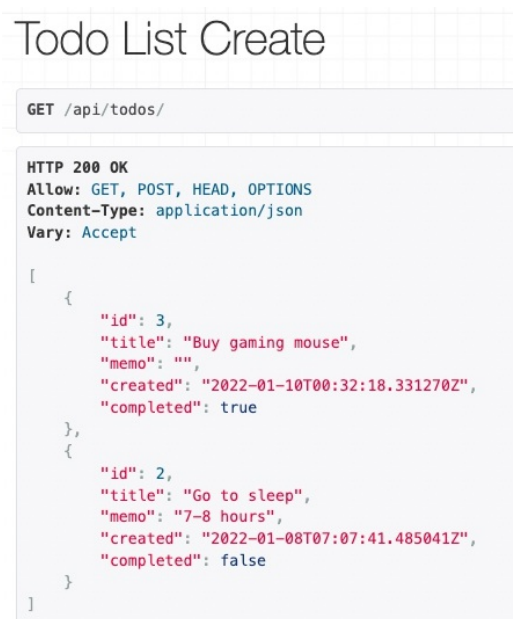 Todo List Create
GET /api/todos/
HTTP 200 OK
Allow: GET, POST, HEAD, OPTIONS
Content-Type: application/json
Vary: Accept
[
    {
        "id": 3,
        "title": "Buy gaming mouse",
        "memo": "",
        "created": "2022-01-10T00:32:18.331270Z",
        "completed": true
    },
    {
        "id": 2,
        "title": "Go to sleep",
        "memo": "7-8 hours",
        "created": "2022-01-08T07:07:41.485041Z",
        "completed": false
    }
]